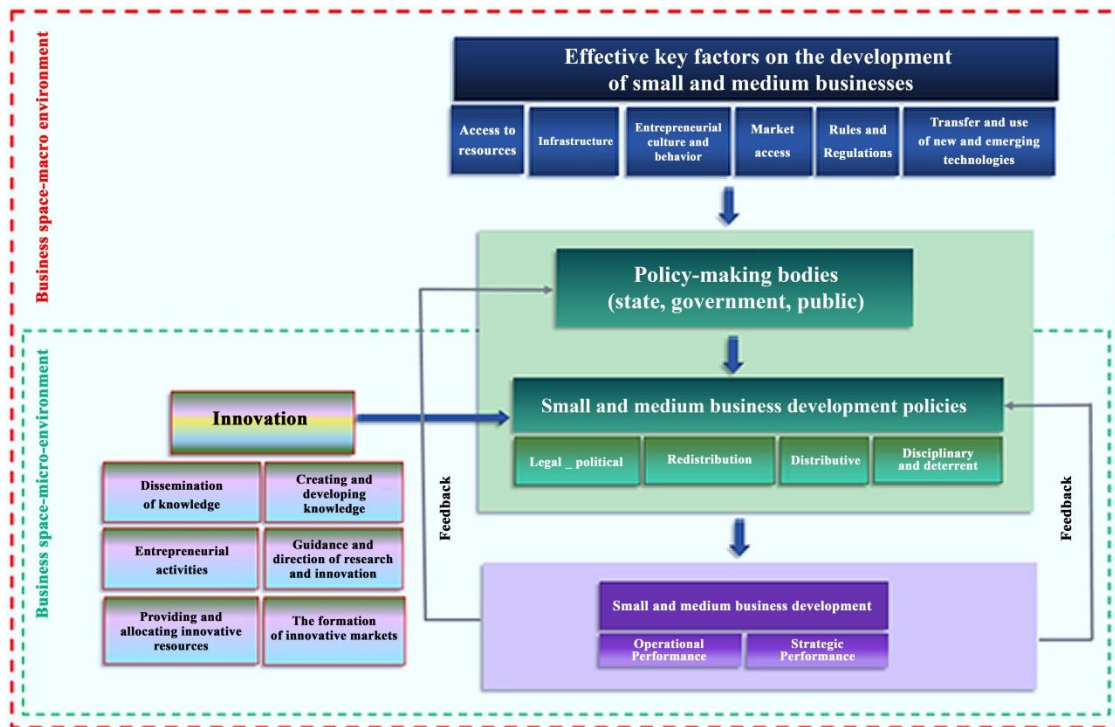 Business space-macro environment
Effective key factors on the development
of small and medium businesses
Access to
resources
Infrastructure
Entrepreneurial
culture and
behavior
Market
access
Rules and
Regulations
Transfer and use
of new and emerging
technologies
Policy-making bodies
(state, government, public)
Business space-micro-environment
Innovation
Small and medium business development policies
Legal _ political
Redistribution
Distributive
Disciplinary
and deterrent
Dissemination
of knowledge
Creating and
developing
knowledge
Entrepreneurial
activities
Guidance and
direction of research
and innovation
Providing and
allocating innovative
resources
The formation
of innovative markets
Feedback
Feedback
Small and medium business development
Operational
Performance
Strategic
Performance